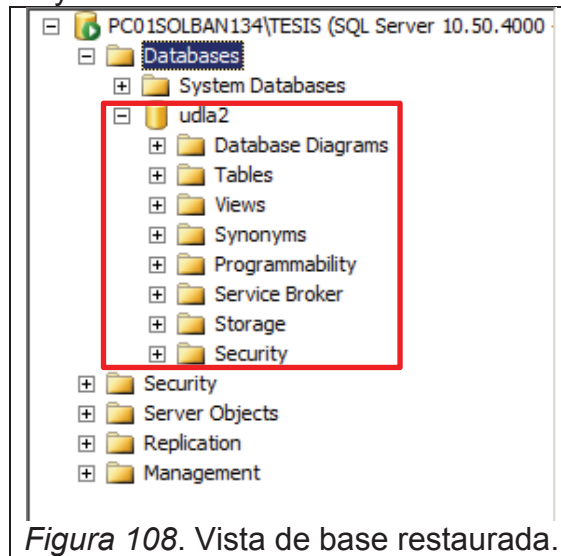 PC01SOLBAN134\TESIS (SQL Server 10.50.4000 -
Databases
System Databases
udla2
Database Diagrams
Tables
Views
Synonyms
Programmability
Service Broker
Storage
Security
Security
Server Objects
Replication
Management
Figura 108. Vista de base restaurada.